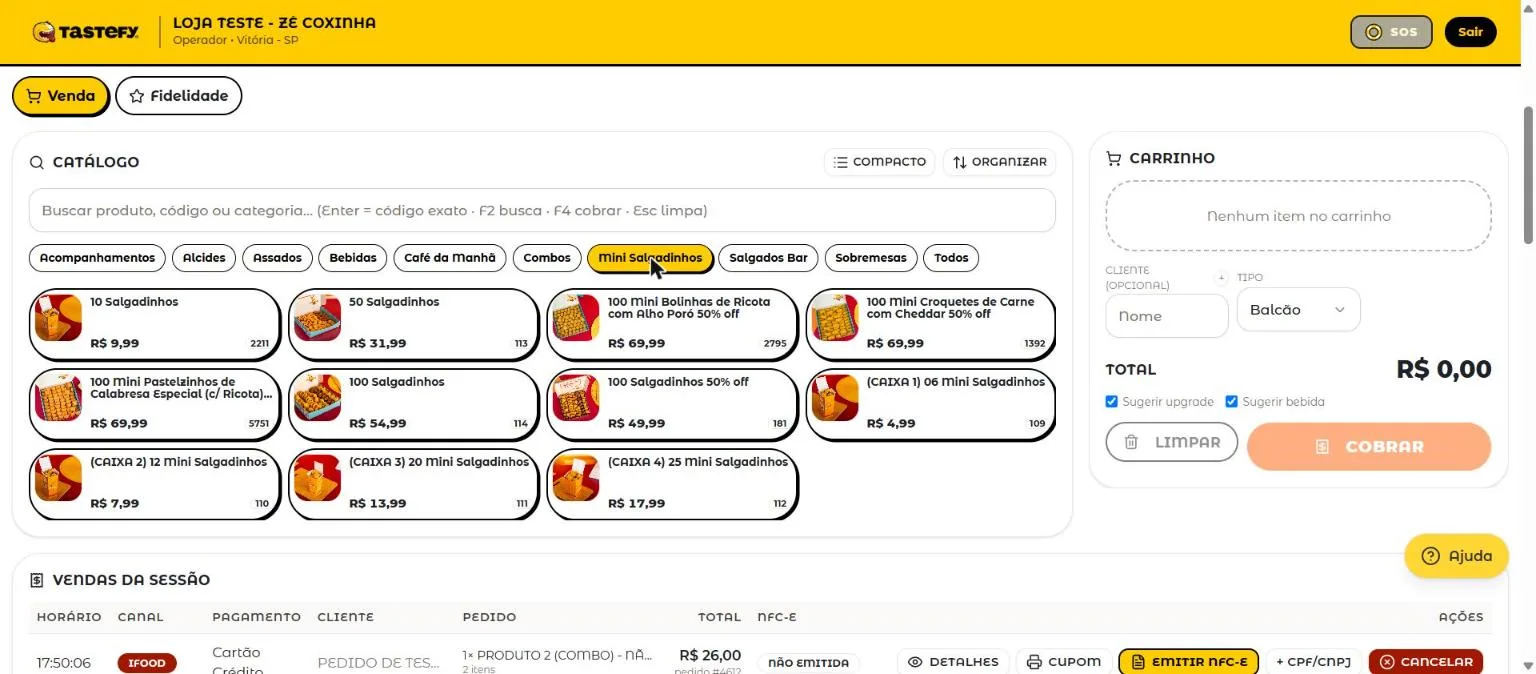 TASTEFY.
LOJA TESTE - ZÉ COXINHA
Operador • Vitória - SP
SOS
Sair
Venda
Fidelidade
CATÁLOGO
COMPACTO
ORGANIZAR
Buscar produto, código ou categoria... (Enter = código exato · F2 busca · F4 cobrar · Esc limpa)
Acompanhamentos
Alcides
Assados
Bebidas
Café da Manhã
Combos
Mini Salgadinhos
Salgados Bar
Sobremesas
Todos
10 Salgadinhos
R$ 9,99
2211
50 Salgadinhos
R$ 31,99
113
100 Mini Bolinhas de Ricota
com Alho Poró 50% off
R$ 69,99
2795
100 Mini Croquetes de Carne
com Cheddar 50% off
R$ 69,99
1392
100 Mini Pastelzinhos de
Calabresa Especial (c/ Ricota)...
R$ 69,99
5751
100 Salgadinhos
R$ 54,99
114
100 Salgadinhos 50% off
R$ 49,99
181
(CAIXA 1) 06 Mini Salgadinhos
R$ 4,99
109
(CAIXA 2) 12 Mini Salgadinhos
R$ 7,99
110
(CAIXA 3) 20 Mini Salgadinhos
R$ 13,99
111
(CAIXA 4) 25 Mini Salgadinhos
R$ 17,99
112
CARRINHO
Nenhum item no carrinho
CLIENTE
(OPCIONAL)
+
TIPO
Nome
Balcão
TOTAL
R$ 0,00
Sugerir upgrade
Sugerir bebida
LIMPAR
COBRAR
Ajuda
VENDAS DA SESSÃO
HORÁRIO CANAL PAGAMENTO CLIENTE PEDIDO TOTAL NFC-E AÇÕES
17:50:06
IFOOD
Cartão
Crédito
PEDIDO DE TES...
1× PRODUTO 2 (COMBO) - NÃ...
2 itens
R$ 26,00
pedido #4612
NÃO EMITIDA
DETALHES
CUPOM
EMITIR NFC-E
+ CPF/CNPJ
CANCELAR